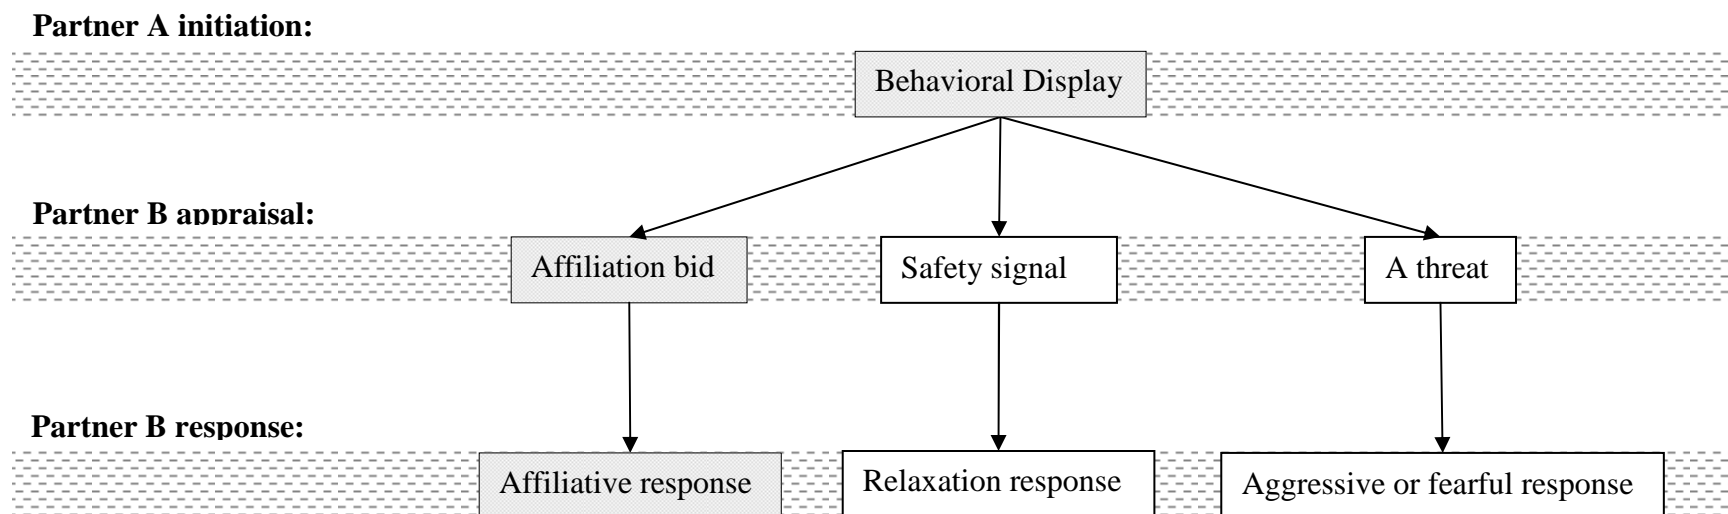 Partner A initiation:
Behavioral Display
Partner B appraisal:
Affiliation bid
Safety signal
A threat
Partner B response:
Affiliative response
Relaxation response
Aggressive or fearful response